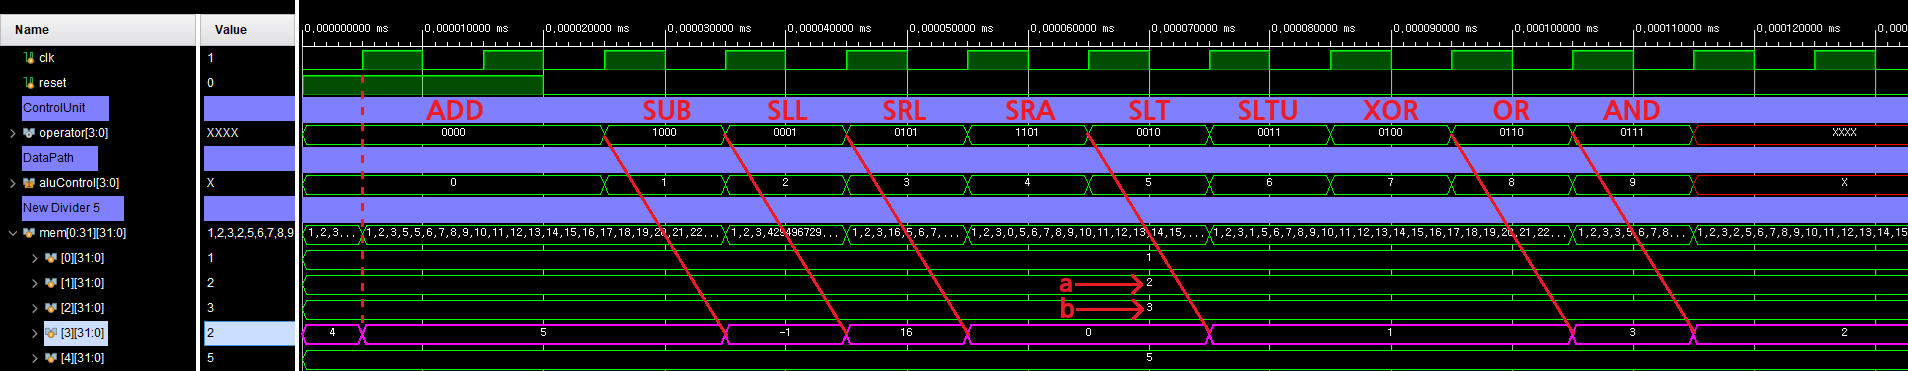 Name Value
0,000000000 ms 0,000010000 ms 0,000020000 ms 0,000030000 ms 0,000040000 ms 0,000050000 ms 0,000060000 ms 0,000070000 ms 0,000080000 ms 0,000090000 ms 0,000100000 ms 0,000110000 ms 0,000120000 ms 0,000
clk 1
reset 0
ControlUnit ADD SUB SLL SRL SRA SLT SLTU XOR OR AND
operator[3:0] XXXX 0000 1000 0001 0101 1101 0010 0011 0100 0110 0111 XXXX
DataPath
aluControl[3:0] X 0 1 2 3 4 5 6 7 8 9 X
New Divider 5
mem[0:31][31:0] 1,2,3,2,5,6,7,8,9 1,2,3... 1,2,3,5,5,6,7,8,9,10,11,12,13,14,15,16,17,18,19,20,21,22... 1,2,3,429496729... 1,2,3,16,5,6,7,... 1,2,3,0,5,6,7,8,9,10,11,12,13,14,15... 1,2,3,1,5,6,7,8,9,10,11,12,13,14,15,16,17,18,19,20,21,22... 1,2,3,3,5,6,7,8... 1,2,3,2,5,6,7,8,9,10,11,12,13,14,15
[0][31:0] 1 1
[1][31:0] 2 a 2
[2][31:0] 3 b 3
[3][31:0] 2 4 5 -1 16 0 1 3 2
[4][31:0] 5 5